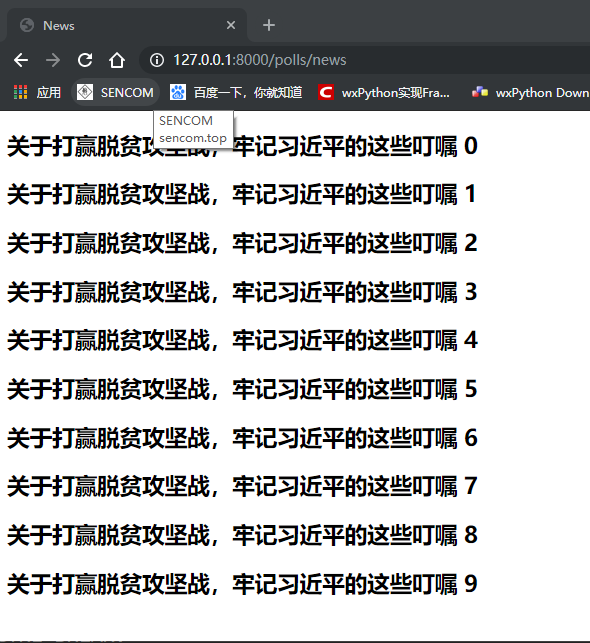 News
127.0.0.1:8000/polls/news
应用 SENCOM 百度一下，你就知道 wxPython实现Fra... wxPython Down
SENCOM
sencom.top
关于打赢脱贫攻坚战，牢记习近平的这些叮嘱 0
关于打赢脱贫攻坚战，牢记习近平的这些叮嘱 1
关于打赢脱贫攻坚战，牢记习近平的这些叮嘱 2
关于打赢脱贫攻坚战，牢记习近平的这些叮嘱 3
关于打赢脱贫攻坚战，牢记习近平的这些叮嘱 4
关于打赢脱贫攻坚战，牢记习近平的这些叮嘱 5
关于打赢脱贫攻坚战，牢记习近平的这些叮嘱 6
关于打赢脱贫攻坚战，牢记习近平的这些叮嘱 7
关于打赢脱贫攻坚战，牢记习近平的这些叮嘱 8
关于打赢脱贫攻坚战，牢记习近平的这些叮嘱 9